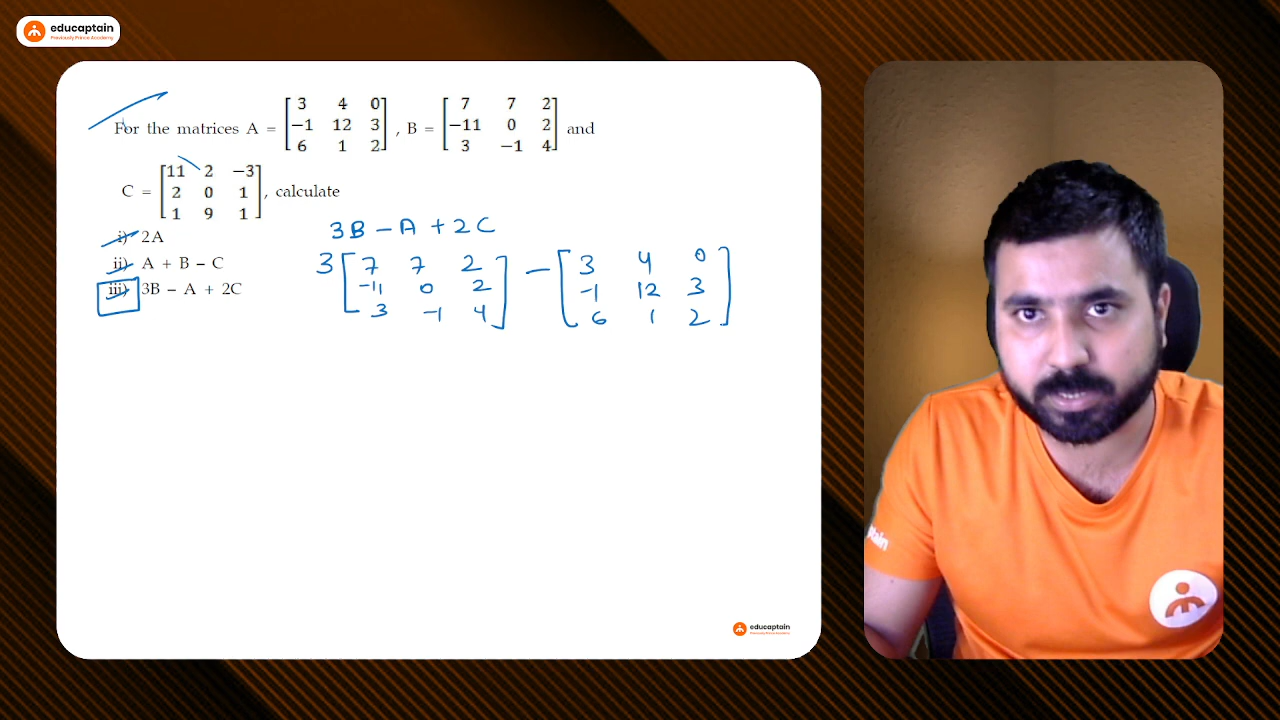 educaptain
Previously Prince Academy
For the matrices A = [3 4 0], B = [7 7 2] and
[−1 12 3] [−11 0 2]
[6 1 2] [3 −1 4]
C = [11 2 −3], calculate
[2 0 1]
[1 9 1]
i) 2A
ii) A + B − C
iii) 3B − A + 2C
3B − A + 2C
3 [7 7 2] − [3 4 0]
[-11 0 2] [-1 12 3]
[3 -1 4] [6 1 2]
educaptain
ptain